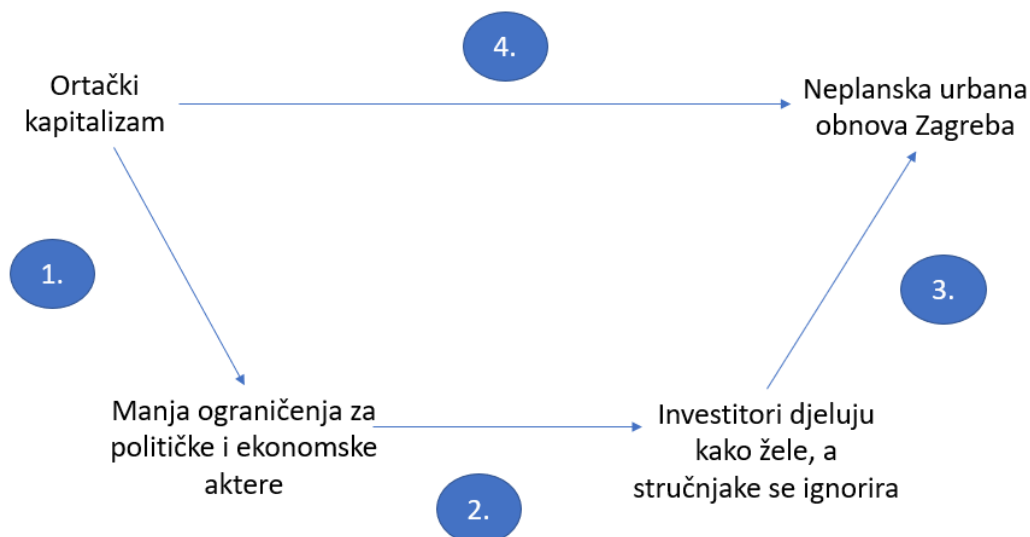 4.
Ortački
kapitalizam
Neplanska urbana
obnova Zagreba
1.
3.
Manja ograničenja za
političke i ekonomske
aktere
Investitori djeluju
kako žele, a
stručnjake se ignorira
2.